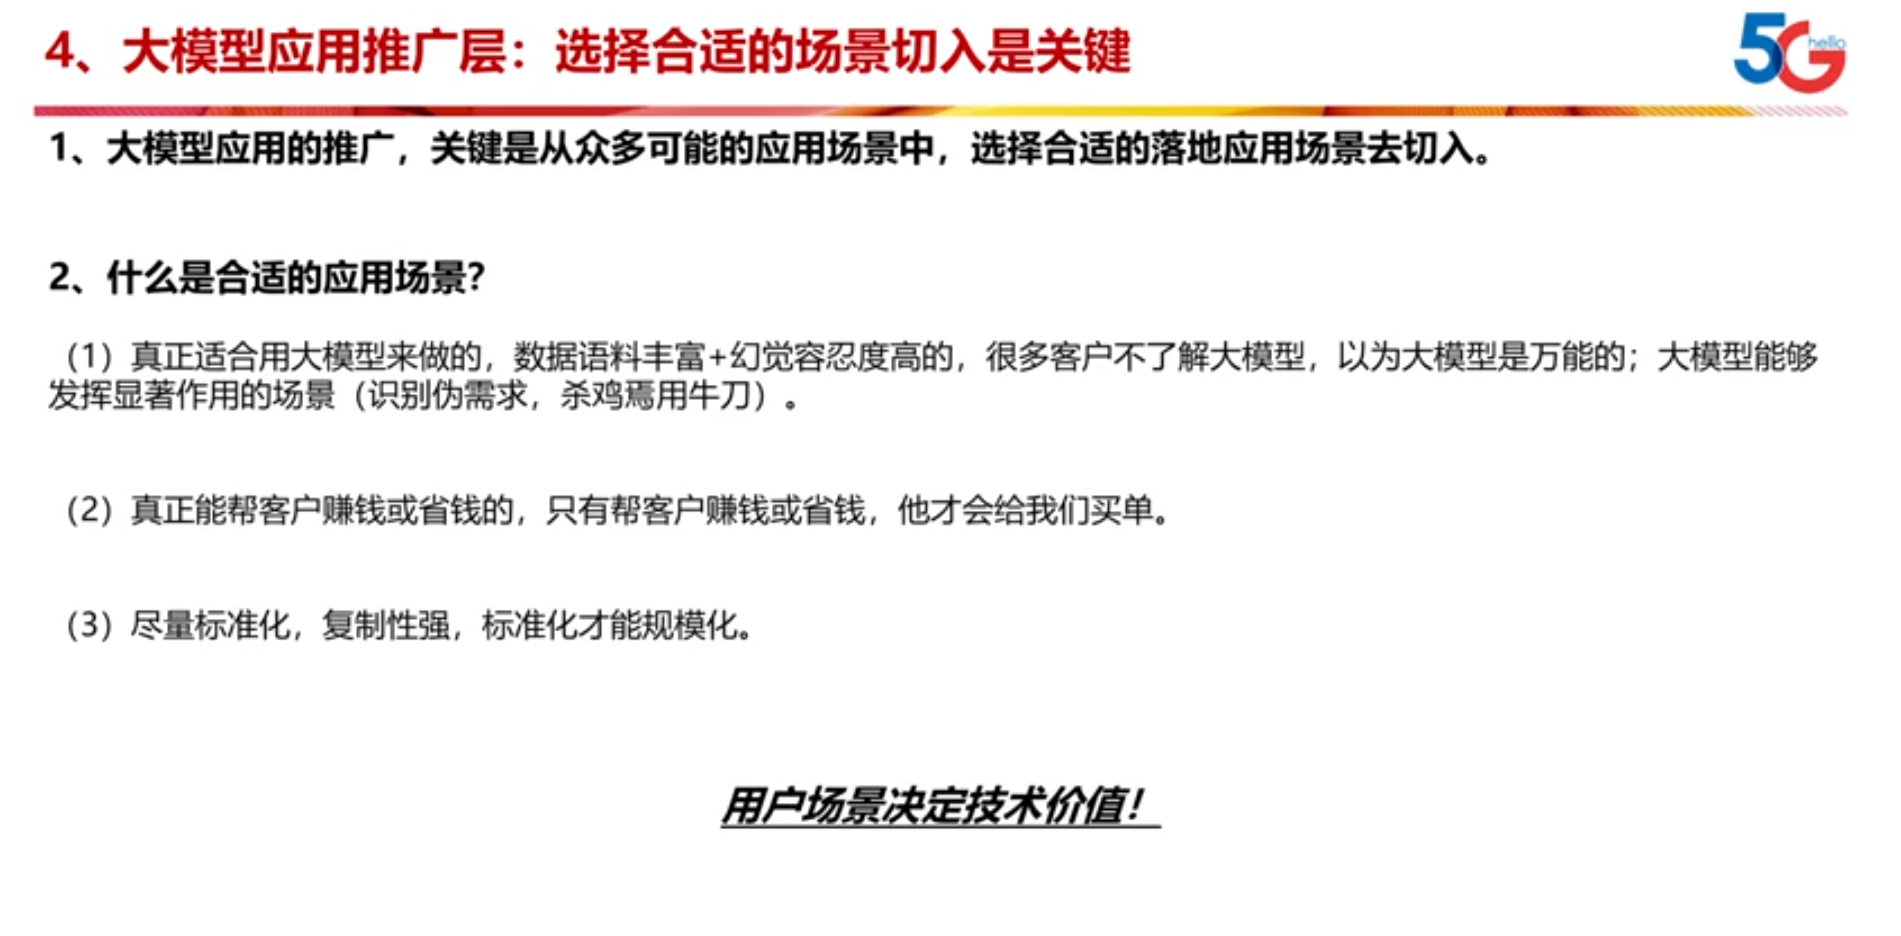 4、大模型应用推广层：选择合适的场景切入是关键
5G
hello
1、大模型应用的推广，关键是从众多可能的应用场景中，选择合适的落地应用场景去切入。
2、什么是合适的应用场景？
（1）真正适合用大模型来做的，数据语料丰富+幻觉容忍度高的，很多客户不了解大模型，以为大模型是万能的；大模型能够
发挥显著作用的场景（识别伪需求，杀鸡焉用牛刀）。
（2）真正能帮客户赚钱或省钱的，只有帮客户赚钱或省钱，他才会给我们买单。
（3）尽量标准化，复制性强，标准化才能规模化。
用户场景决定技术价值！